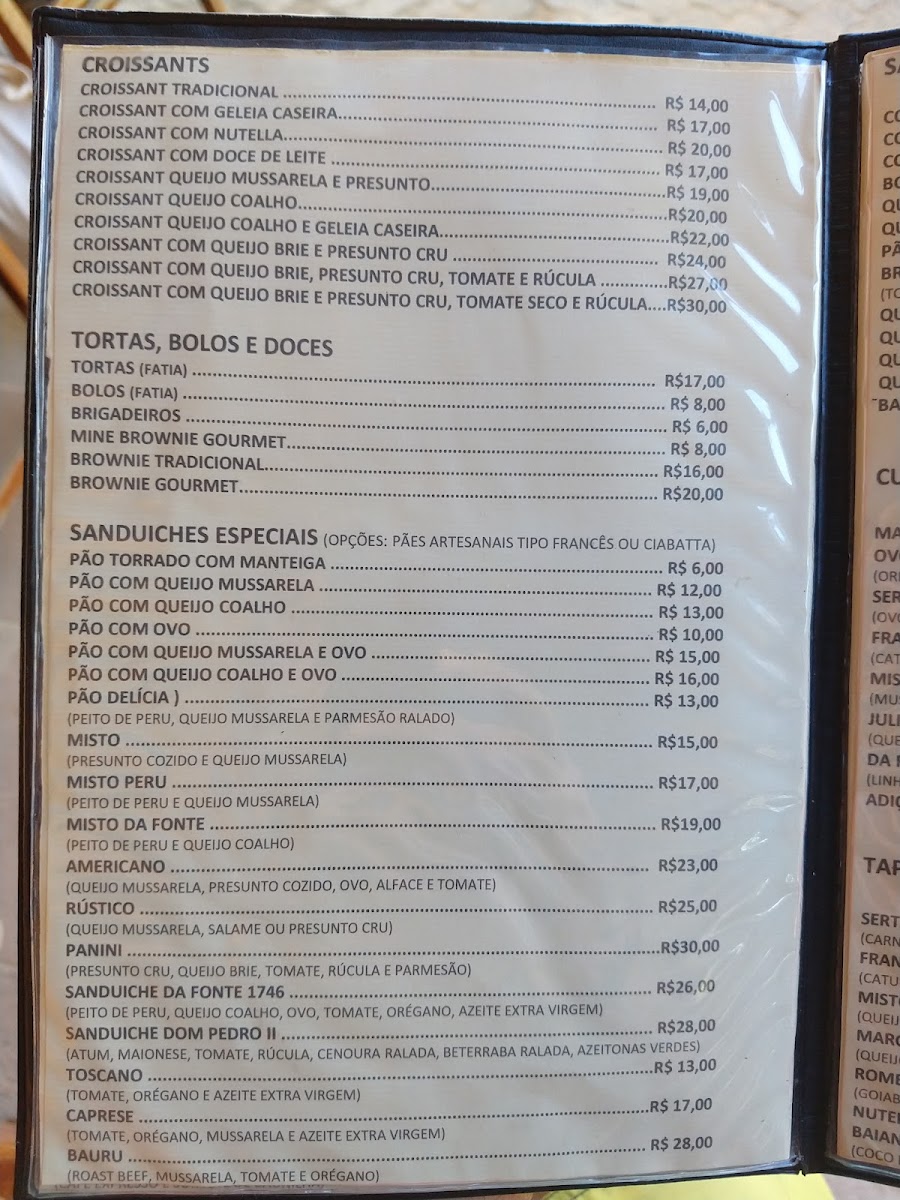 CROISSANTS
CROISSANT TRADICIONAL ........ R$ 14,00
CROISSANT COM GELEIA CASEIRA........ R$ 17,00
CROISSANT COM NUTELLA........ R$ 20,00
CROISSANT COM DOCE DE LEITE ........ R$ 17,00
CROISSANT QUEIJO MUSSARELA E PRESUNTO........R$ 19,00
CROISSANT QUEIJO COALHO........R$20,00
CROISSANT QUEIJO COALHO E GELEIA CASEIRA........R$22,00
CROISSANT COM QUEIJO BRIE E PRESUNTO CRU ........ R$24,00
CROISSANT COM QUEIJO BRIE, PRESUNTO CRU, TOMATE E RÚCULA ........R$27,00
CROISSANT COM QUEIJO BRIE E PRESUNTO CRU, TOMATE SECO E RÚCULA....R$30,00
TORTAS, BOLOS E DOCES
TORTAS (FATIA) ........ R$17,00
BOLOS (FATIA) ........ R$ 8,00
BRIGADEIROS ........ R$ 6,00
MINE BROWNIE GOURMET........ R$ 8,00
BROWNIE TRADICIONAL........R$16,00
BROWNIE GOURMET........ R$20,00
SANDUICHES ESPECIAIS (OPÇÕES: PÃES ARTESANAIS TIPO FRANCÊS OU CIABATTA)
PÃO TORRADO COM MANTEIGA ........ R$ 6,00
PÃO COM QUEIJO MUSSARELA ........ R$ 12,00
PÃO COM QUEIJO COALHO ........ R$ 13,00
PÃO COM OVO ........ R$ 10,00
PÃO COM QUEIJO MUSSARELA E OVO ........ R$ 15,00
PÃO COM QUEIJO COALHO E OVO ........ R$ 16,00
PÃO DELÍCIA ) ........ R$ 13,00
(PEITO DE PERU, QUEIJO MUSSARELA E PARMESÃO RALADO)
MISTO ........ R$15,00
(PRESUNTO COZIDO E QUEIJO MUSSARELA)
MISTO PERU ........ R$17,00
(PEITO DE PERU E QUEIJO MUSSARELA)
MISTO DA FONTE ........ R$19,00
(PEITO DE PERU E QUEIJO COALHO)
AMERICANO ........ R$23,00
(QUEIJO MUSSARELA, PRESUNTO COZIDO, OVO, ALFACE E TOMATE)
RÚSTICO ........ R$25,00
(QUEIJO MUSSARELA, SALAME OU PRESUNTO CRU)
PANINI ........R$30,00
(PRESUNTO CRU, QUEIJO BRIE, TOMATE, RÚCULA E PARMESÃO)
SANDUICHE DA FONTE 1746 ........ R$26,00
(PEITO DE PERU, QUEIJO COALHO, OVO, TOMATE, ORÉGANO, AZEITE EXTRA VIRGEM)
SANDUICHE DOM PEDRO II ........ R$28,00
(ATUM, MAIONESE, TOMATE, RÚCULA, CENOURA RALADA, BETERRABA RALADA, AZEITONAS VERDES)
TOSCANO ........R$ 13,00
(TOMATE, ORÉGANO E AZEITE EXTRA VIRGEM)
CAPRESE ........R$ 17,00
(TOMATE, ORÉGANO, MUSSARELA E AZEITE EXTRA VIRGEM)
BAURU ........ R$ 28,00
(ROAST BEEF, MUSSARELA, TOMATE E ORÉGANO)